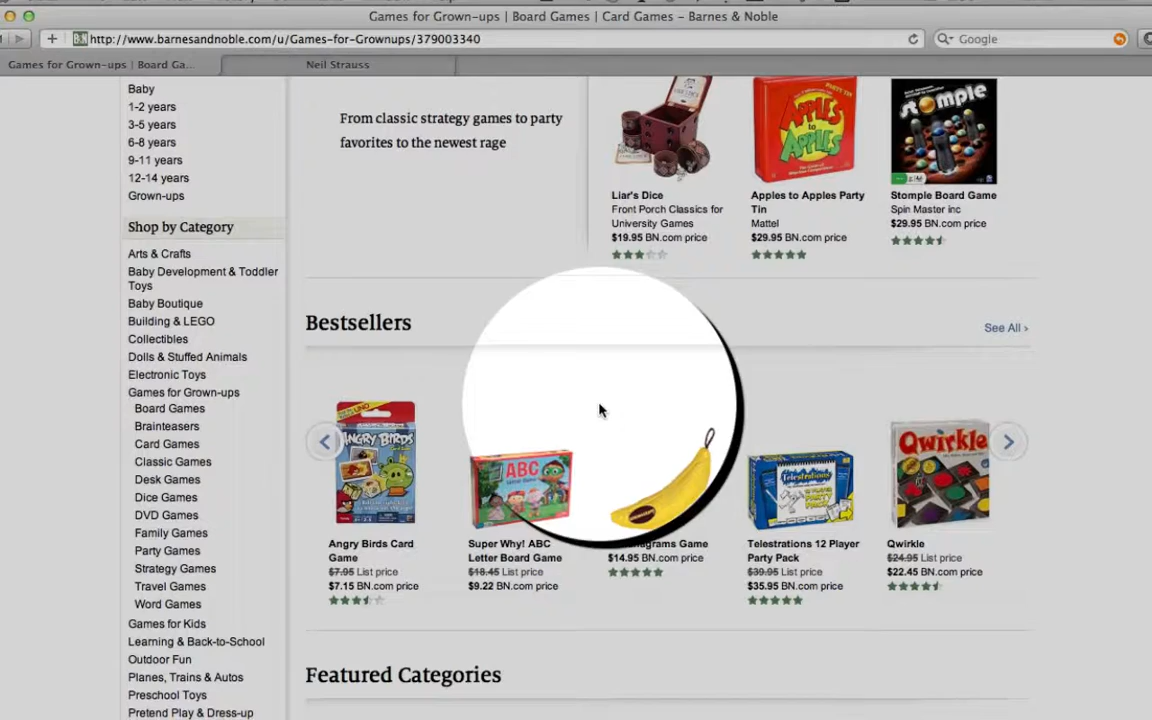 Games for Grown-ups | Board Games | Card Games – Barnes & Noble
http://www.barnesandnoble.com/u/Games-for-Grownups/379003340
Google
Games for Grown-ups | Board Ga...
Neil Strauss
Baby
1-2 years
3-5 years
6-8 years
9-11 years
12-14 years
Grown-ups
Shop by Category
Arts & Crafts
Baby Development & Toddler
Toys
Baby Boutique
Building & LEGO
Collectibles
Dolls & Stuffed Animals
Electronic Toys
Games for Grown-ups
Board Games
Brainteasers
Card Games
Classic Games
Desk Games
Dice Games
DVD Games
Family Games
Party Games
Strategy Games
Travel Games
Word Games
Games for Kids
Learning & Back-to-School
Outdoor Fun
Planes, Trains & Autos
Preschool Toys
Pretend Play & Dress-up
From classic strategy games to party
favorites to the newest rage
APPLES to APPLES
Stomple
Liar's Dice
Front Porch Classics for
University Games
$19.95 BN.com price
Apples to Apples Party
Tin
Mattel
$29.95 BN.com price
Stomple Board Game
Spin Master inc
$29.95 BN.com price
Bestsellers
See All ›
UNO
ANGRY BIRDS
ABC
Telestrations
Qwirkle
Angry Birds Card
Game
$7.95 List price
$7.15 BN.com price
Super Why! ABC
Letter Board Game
$18.45 List price
$9.22 BN.com price
Game
$14.95 BN.com price
Telestrations 12 Player
Party Pack
$39.95 List price
$35.95 BN.com price
Qwirkle
$24.95 List price
$22.45 BN.com price
Featured Categories